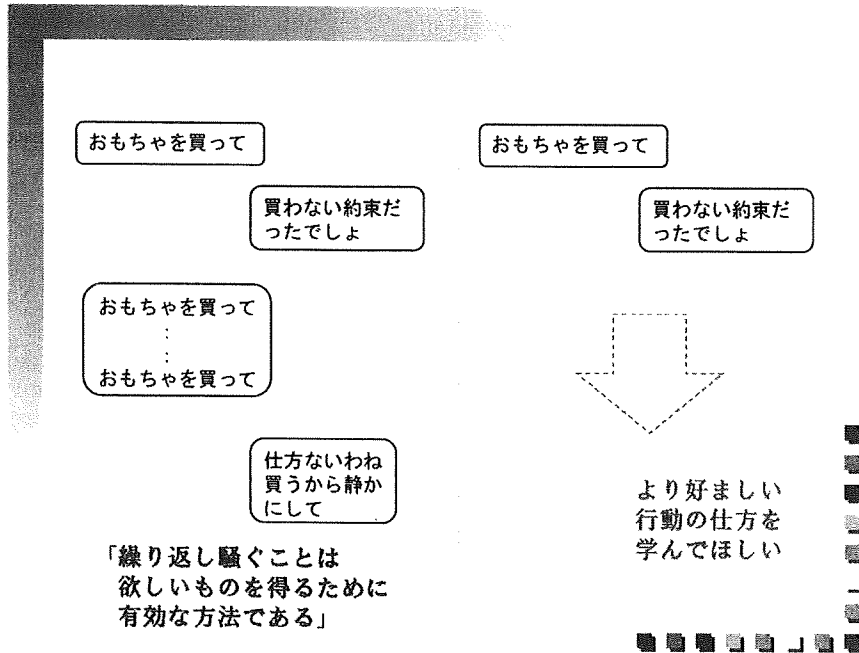 おもちゃを買って
買わない約束だ
ったでしょ
おもちゃを買って
:
:
おもちゃを買って
仕方ないわね
買うから静か
にして
「繰り返し騒ぐことは
欲しいものを得るために
有効な方法である」
おもちゃを買って
買わない約束だ
ったでしょ
より好ましい
行動の仕方を
学んでほしい